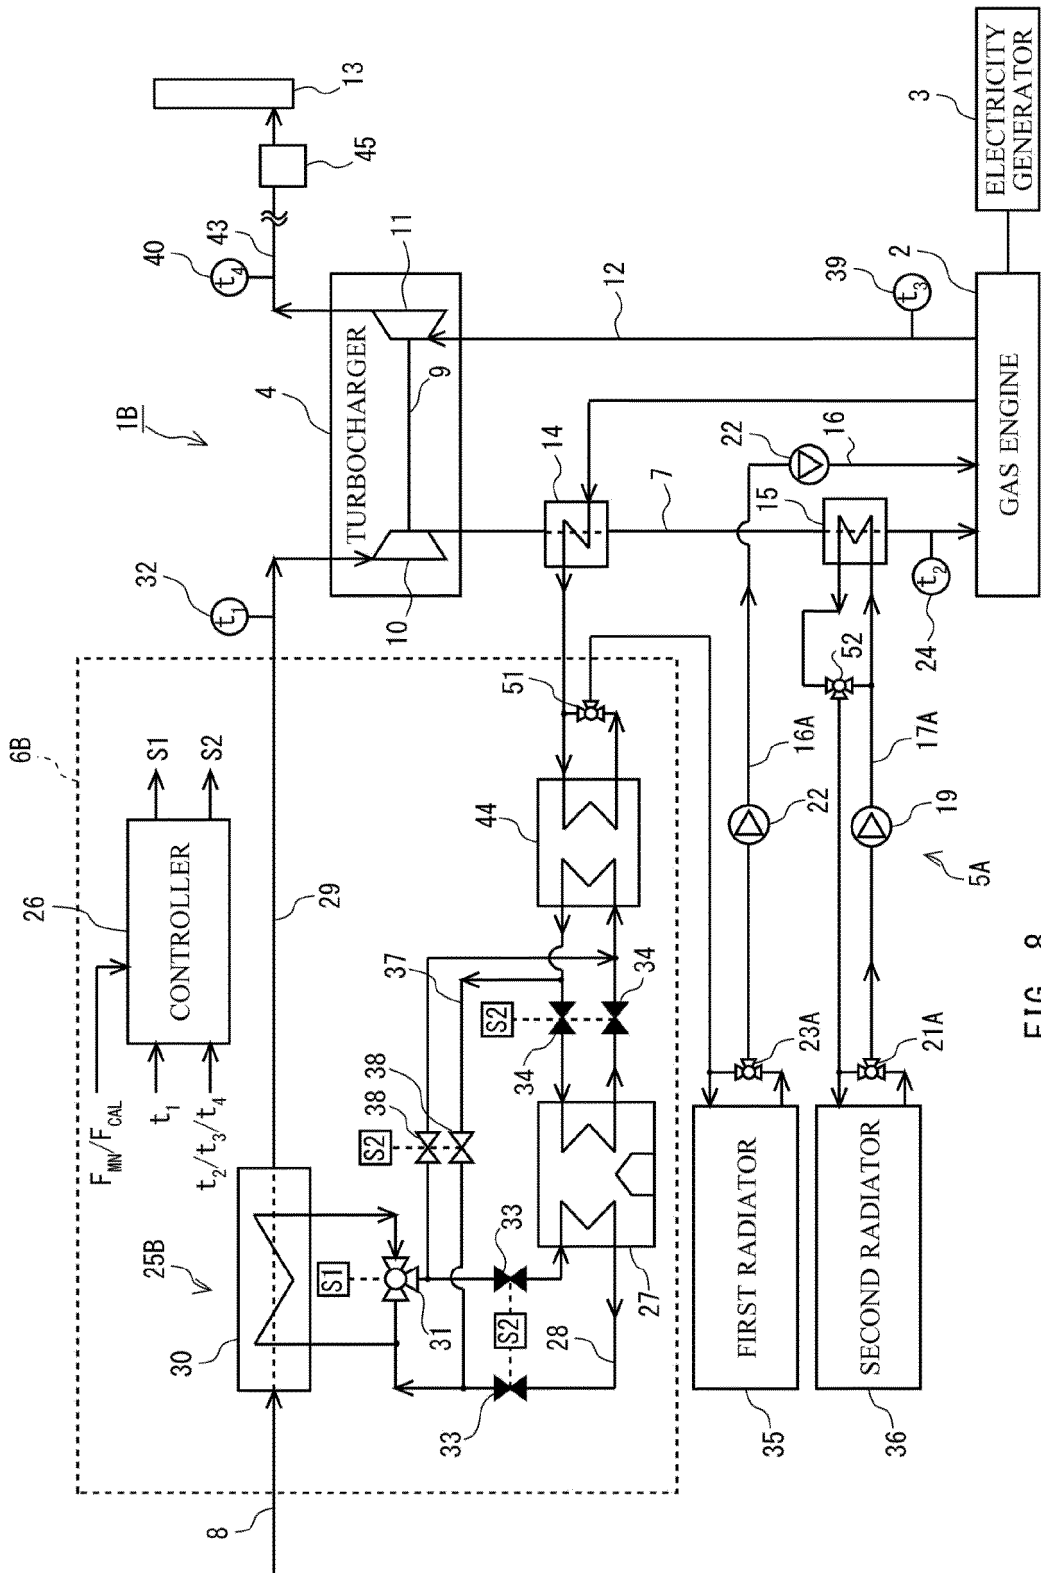 1B
6B
26
CONTROLLER
S1
S2
F_MN/F_CAL
t₁
t₂/t₃/t₄
25B
30
8
29
32
t₁
4
TURBOCHARGER
10
9
11
40
t₄
43
45
13
S1
31
S2
38
38
37
S2
34
34
44
51
33
S2
33
28
27
14
7
12
39
t₃
22
16
15
52
24
t₂
2
GAS ENGINE
3
ELECTRICITY
GENERATOR
35
FIRST RADIATOR
23A
22
16A
36
SECOND RADIATOR
21A
19
17A
5A
FIG. 8